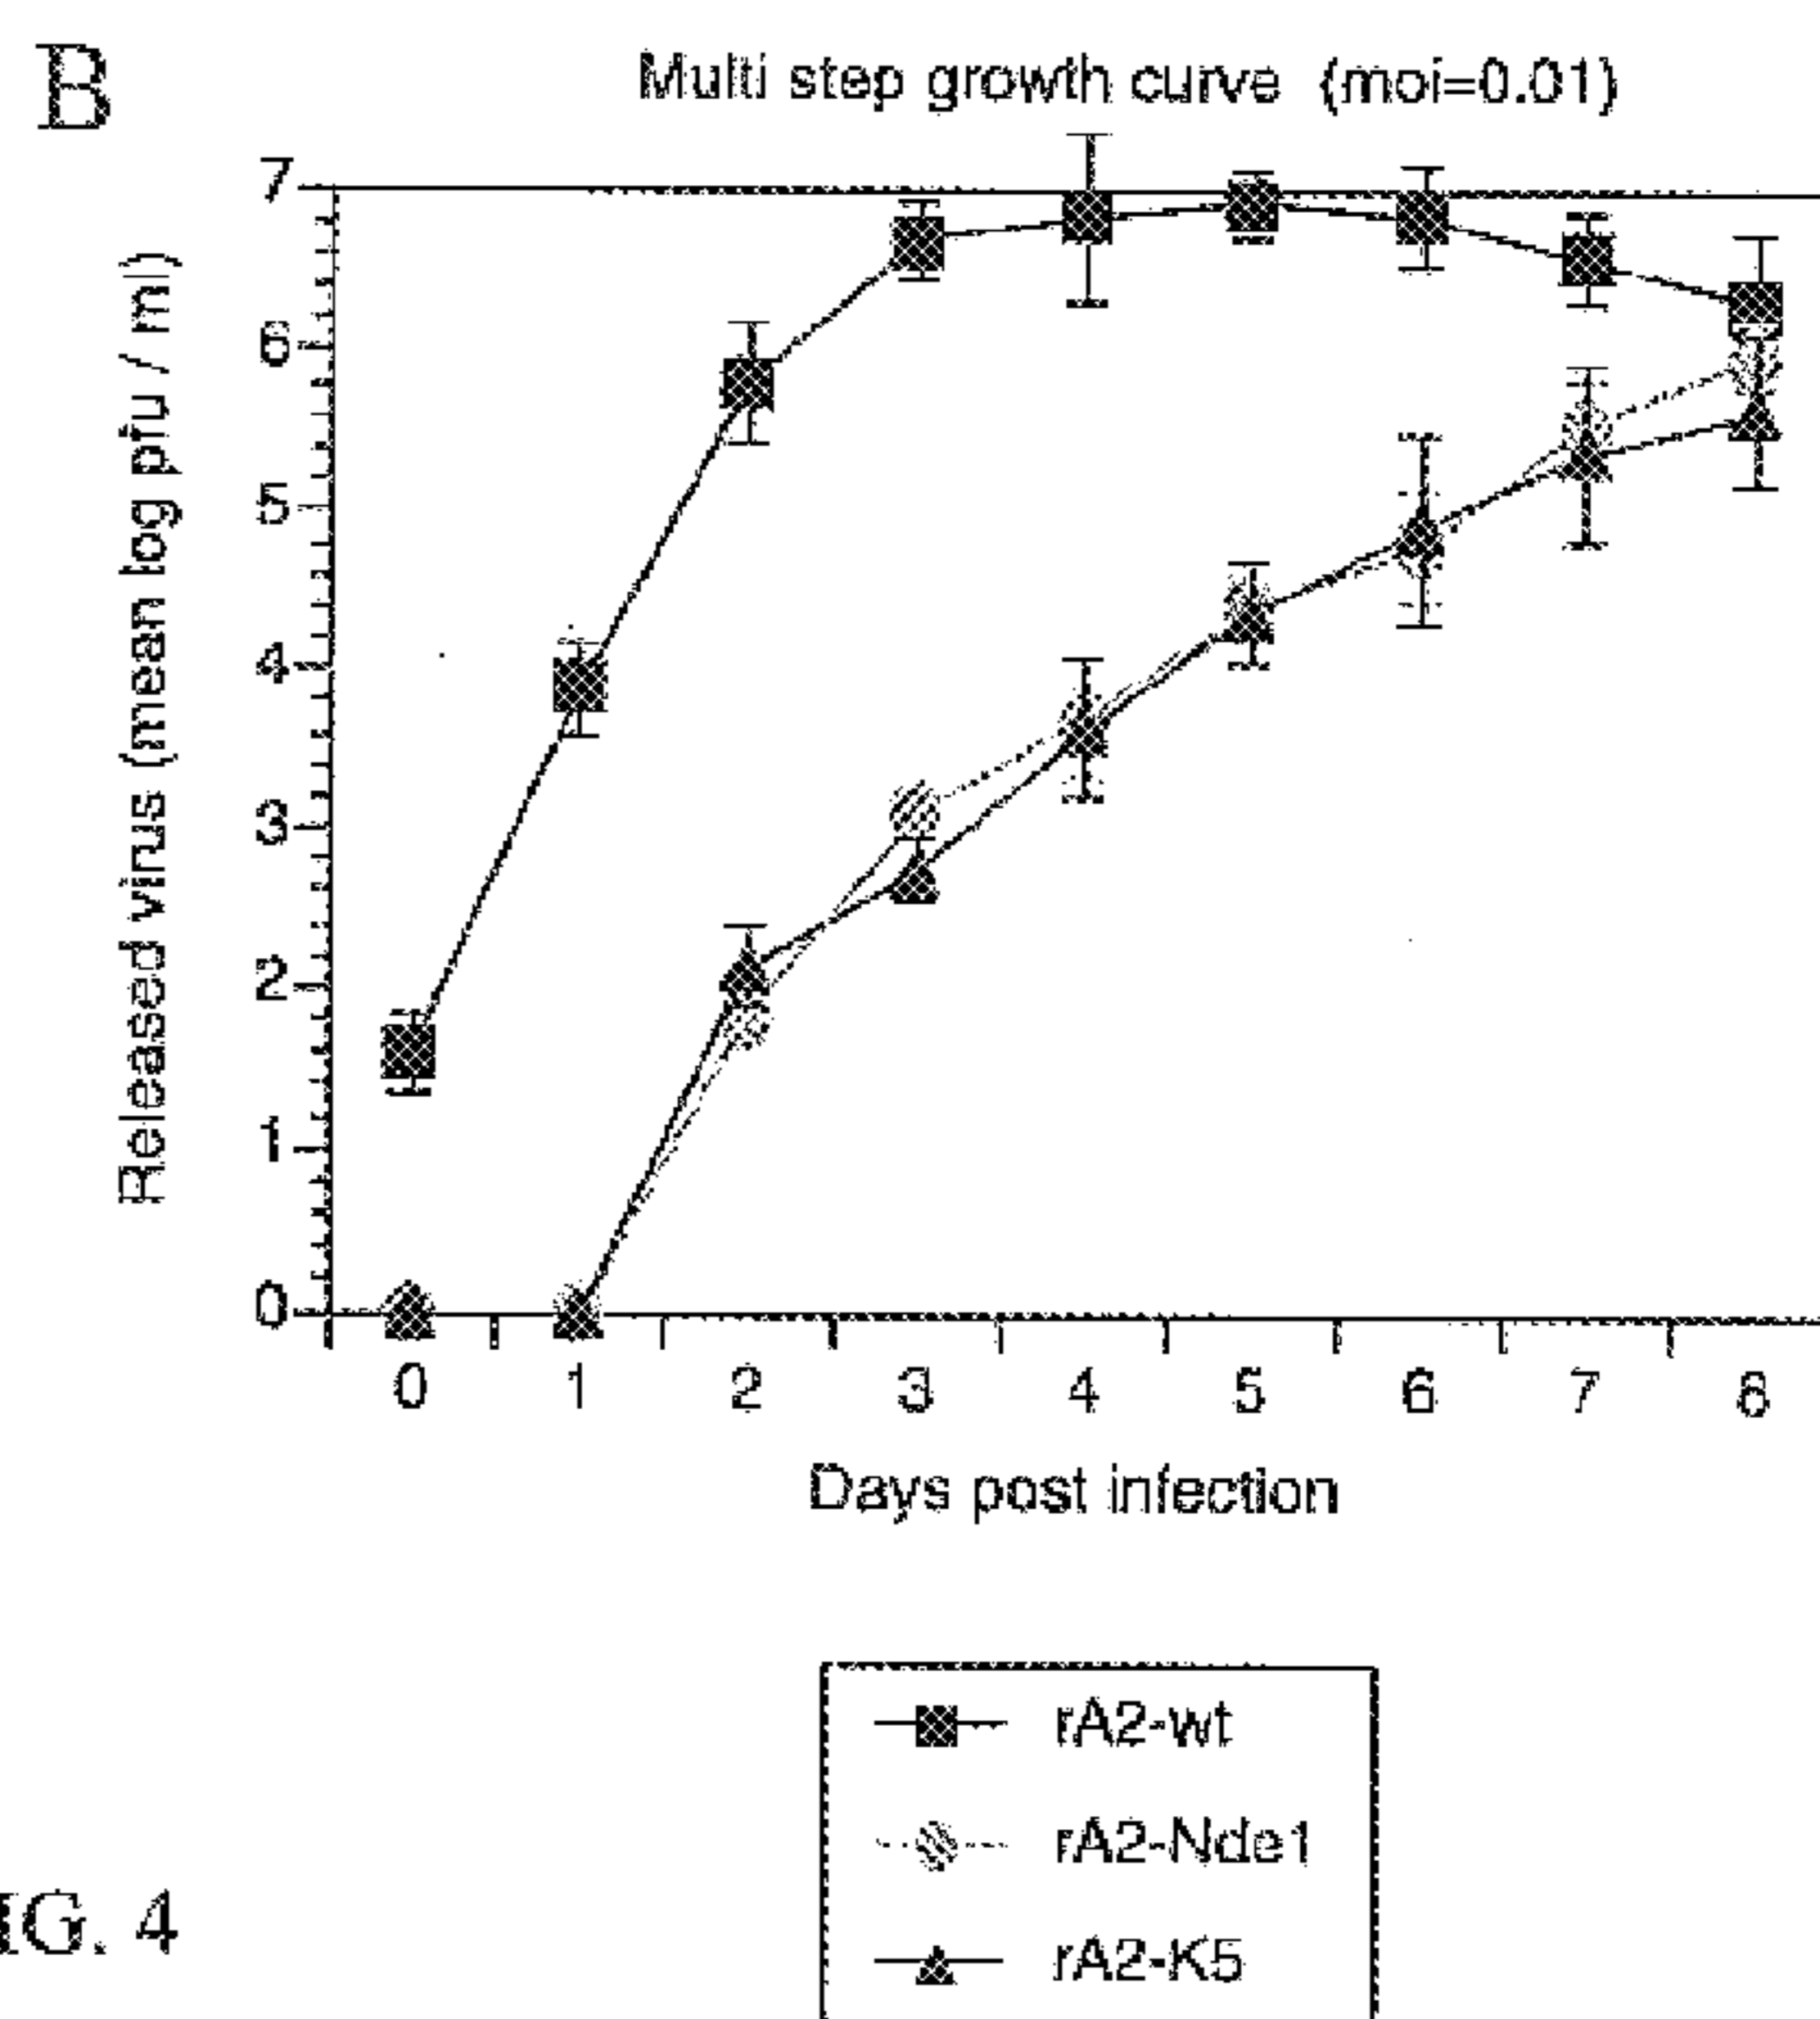 B
Multi step growth curve (moi=0.01)
Released virus (mean log pfu / ml)
7
6
5
4
3
2
1
0
0 1 2 3 4 5 6 7 8
Days post infection
rA2-wt
rA2-Nde1
rA2-K5
IG. 4